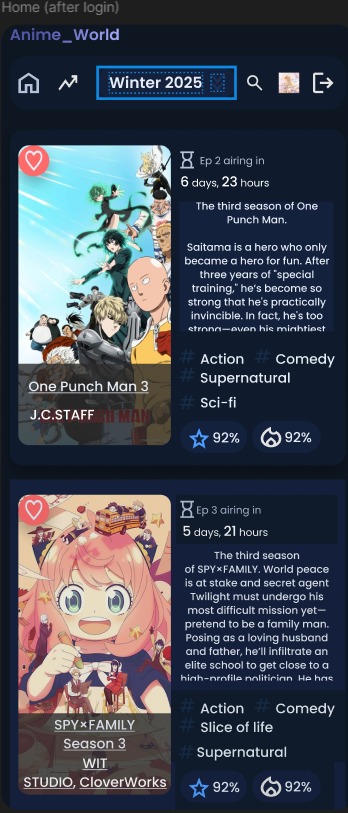 Home (after login)
Anime_World
Winter 2025
Ep 2 airing in
6 days, 23 hours
The third season of One
Punch Man.
Saitama is a hero who only
became a hero for fun. After
three years of "special
training," he's become so
strong that he's practically
invincible. In fact, he's too
strong—even his mightiest
One Punch Man 3
J.C.STAFF
# Action # Comedy
# Supernatural
# Sci-fi
92% 92%
Ep 3 airing in
5 days, 21 hours
The third season
of SPY×FAMILY. World peace
is at stake and secret agent
Twilight must undergo his
most difficult mission yet—
pretend to be a family man.
Posing as a loving husband
and father, he'll infiltrate an
elite school to get close to a
high-profile politician. He has
SPY×FAMILY
Season 3
WIT
STUDIO, CloverWorks
# Action # Comedy
# Slice of life
# Supernatural
92% 92%